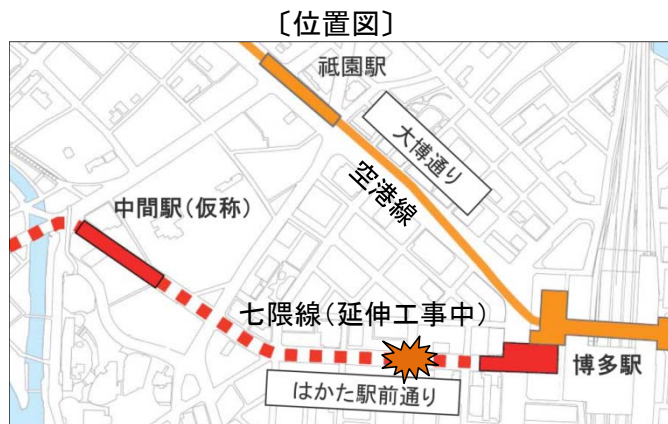 〔位置図〕
祇園駅
大博通り
空港線
中間駅（仮称）
七隈線（延伸工事中）
博多駅
はかた駅前通り